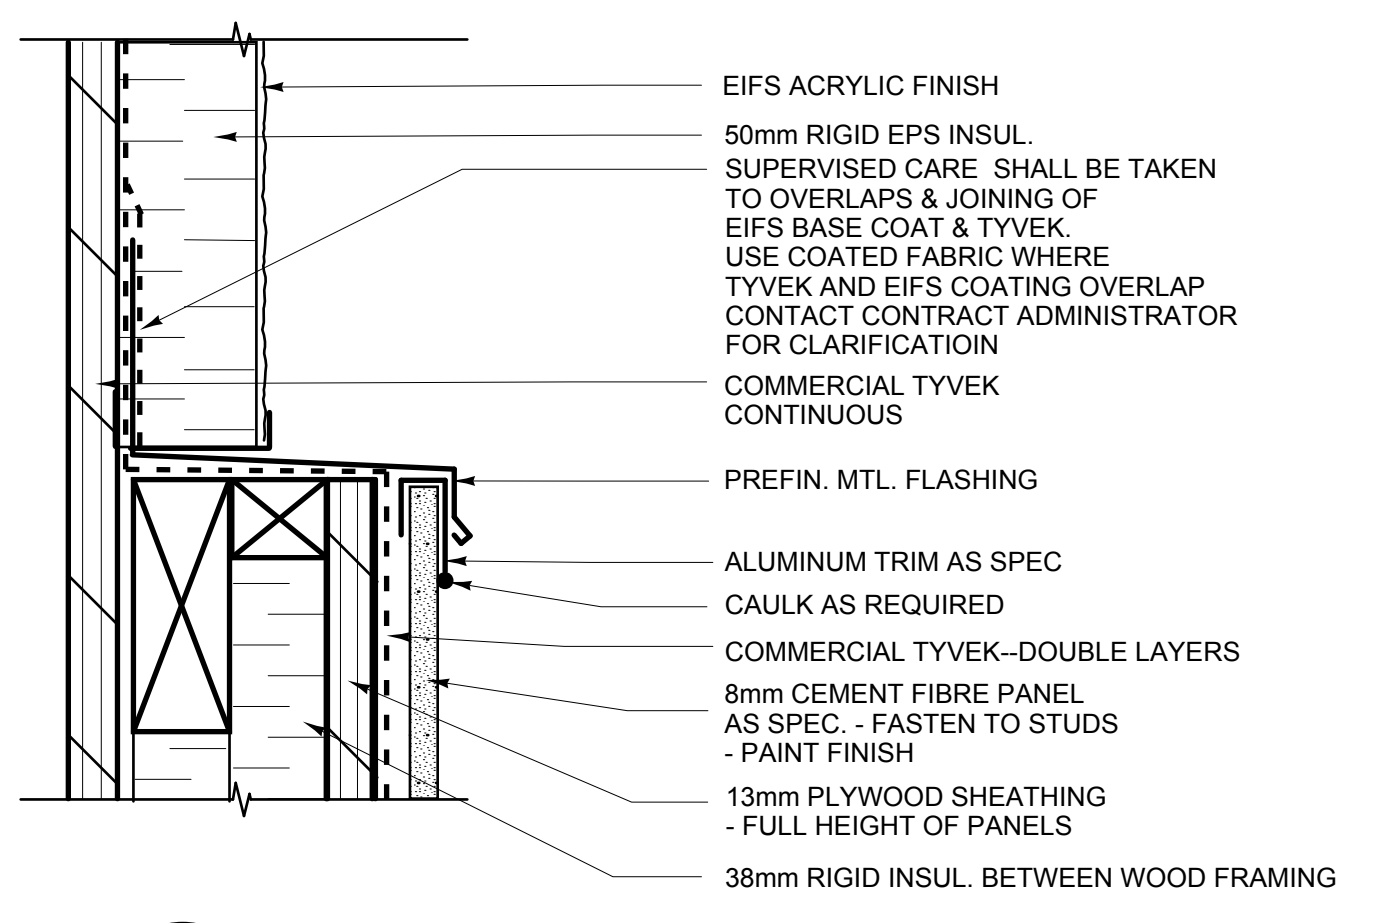 EIFS ACRYLIC FINISH
50mm RIGID EPS INSUL.
SUPERVISED CARE  SHALL BE TAKEN
TO OVERLAPS & JOINING OF
EIFS BASE COAT & TYVEK.
USE COATED FABRIC WHERE
TYVEK AND EIFS COATING OVERLAP
CONTACT CONTRACT ADMINISTRATOR
FOR CLARIFICATIOIN
COMMERCIAL TYVEK
CONTINUOUS
PREFIN. MTL. FLASHING
ALUMINUM TRIM AS SPEC
CAULK AS REQUIRED
COMMERCIAL TYVEK--DOUBLE LAYERS
8mm CEMENT FIBRE PANEL
AS SPEC. - FASTEN TO STUDS
- PAINT FINISH
13mm PLYWOOD SHEATHING
- FULL HEIGHT OF PANELS
38mm RIGID INSUL. BETWEEN WOOD FRAMING